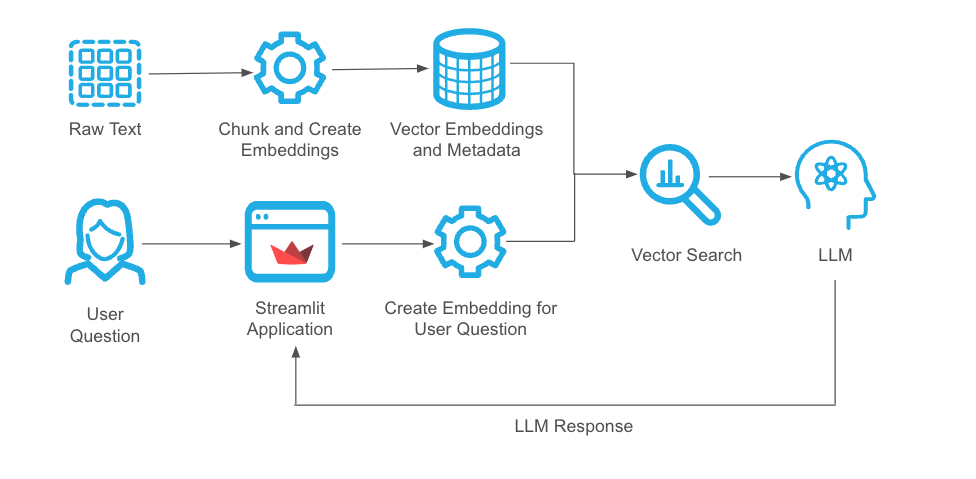 Raw Text
Chunk and Create
Embeddings
Vector Embeddings
and Metadata
Vector Search
LLM
User
Question
Streamlit
Application
Create Embedding for
User Question
LLM Response